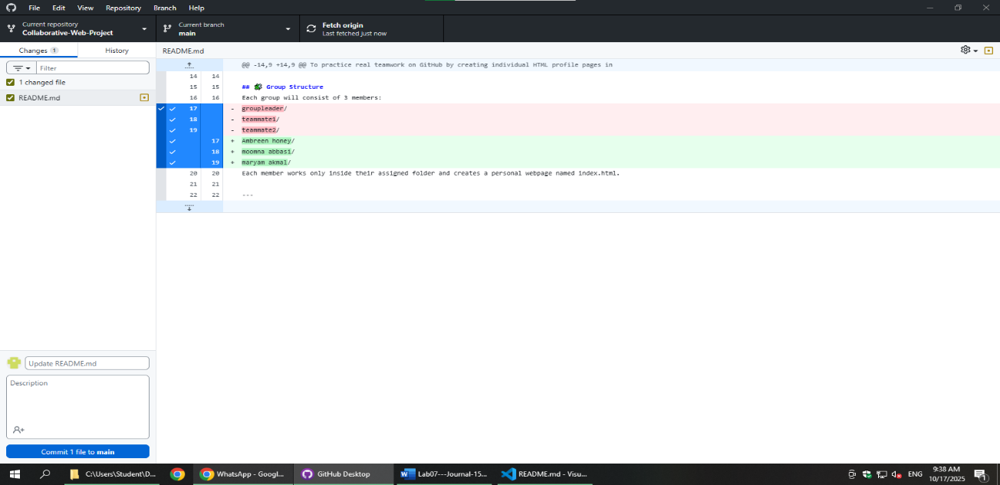 File Edit View Repository Branch Help
Current repository
Collaborative-Web-Project
Current branch
main
Fetch origin
Last fetched just now
Changes 1
History
README.md
Filter
1 changed file
README.md
@@ -14,9 +14,9 @@ To practice real teamwork on GitHub by creating individual HTML profile pages in
14 14
15 15 ## 🧩 Group Structure
16 16 Each group will consist of 3 members:
17 - groupleader/
18 - teammate1/
19 - teammate2/
17 + Ambreen honey/
18 + moomna abbasi/
19 + maryam akmal/
20 20 Each member works only inside their assigned folder and creates a personal webpage named index.html.
21 21
22 22 ---
Update README.md
Description
Commit 1 file to main
C:\Users\Student\D...
WhatsApp - Googl...
GitHub Desktop
Lab07---Journal-15...
README.md - Visu...
ENG
9:38 AM
10/17/2025
1